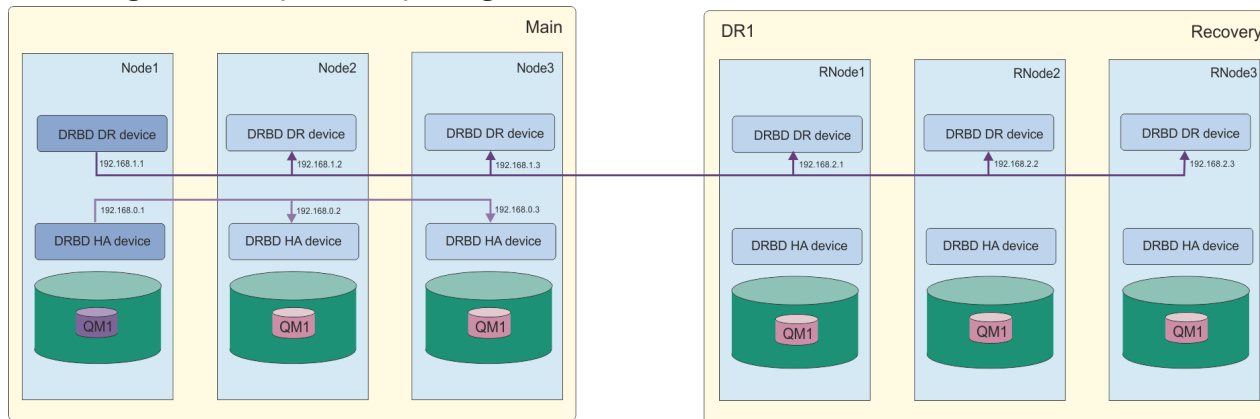 Main
Node1
Node2
Node3
DRBD DR device
DRBD DR device
DRBD DR device
192.168.1.1
192.168.1.2
192.168.1.3
192.168.0.1
192.168.0.2
192.168.0.3
DRBD HA device
DRBD HA device
DRBD HA device
QM1
QM1
QM1
DR1
Recovery
RNode1
RNode2
RNode3
DRBD DR device
DRBD DR device
DRBD DR device
192.168.2.1
192.168.2.2
192.168.2.3
DRBD HA device
DRBD HA device
DRBD HA device
QM1
QM1
QM1